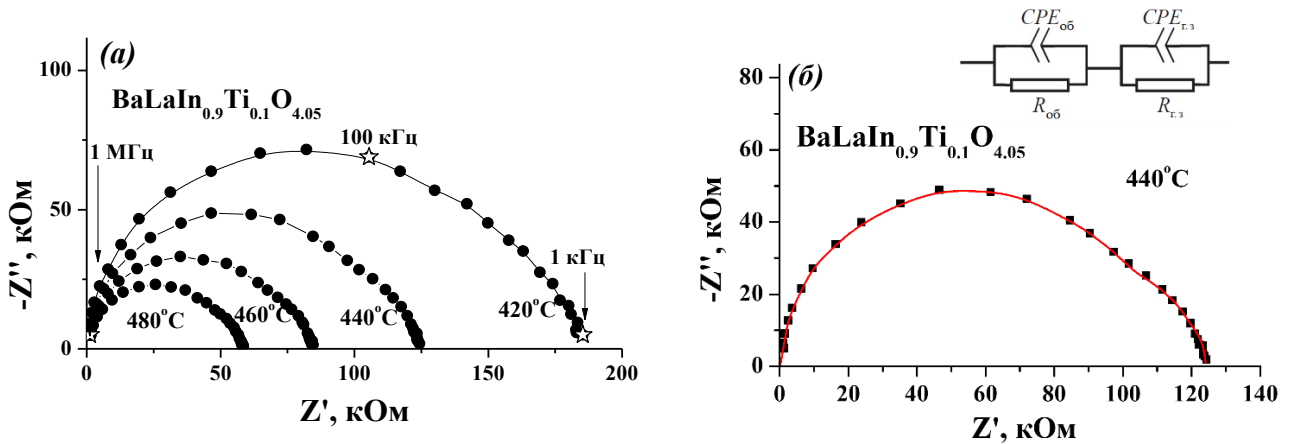 (а)
BaLaIn0.9Ti0.1O4.05
100
50
0
-Z'', кОм
1 МГц
100 кГц
1 кГц
480°C
460°C
440°C
420°C
0 50 100 150 200
Z', кОм
CPEоб CPEг.з
Rоб Rг.з
(б)
BaLaIn0.9Ti0.1O4.05
440°C
80
60
40
20
0
-Z'', кОм
0 20 40 60 80 100 120 140
Z', кОм